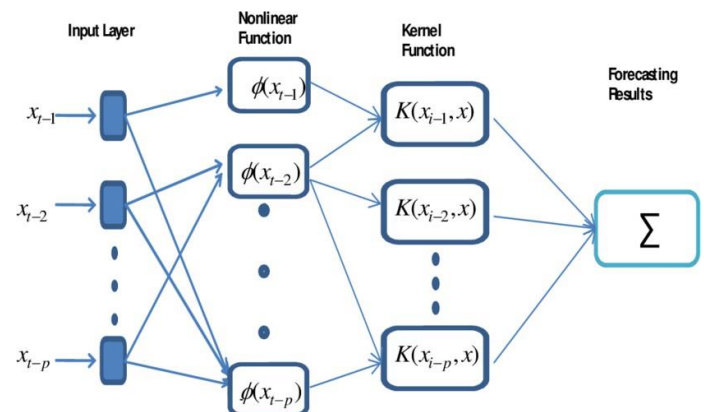 Input Layer
Nonlinear
Function
Kernel
Function
Forecasting
Results
x_{t-1}
x_{t-2}
x_{t-p}
ϕ(x_{t-1})
ϕ(x_{t-2})
ϕ(x_{t-p})
K(x_{i-1}, x)
K(x_{i-2}, x)
K(x_{i-p}, x)
Σ